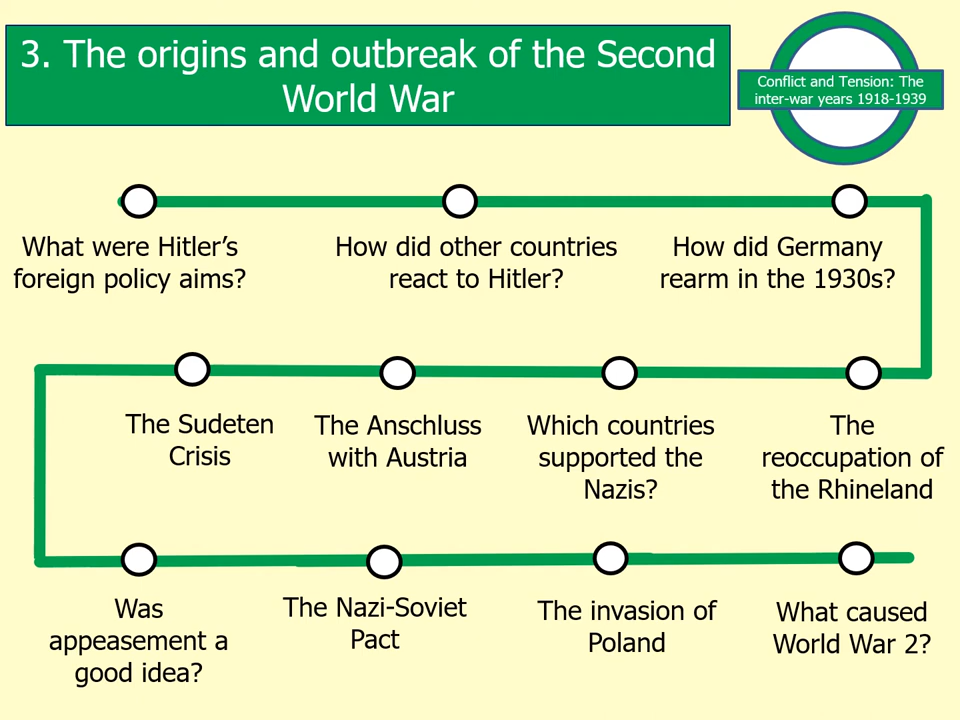 3. The origins and outbreak of the Second
World War
Conflict and Tension: The
inter-war years 1918-1939
What were Hitler’s
foreign policy aims?
How did other countries
react to Hitler?
How did Germany
rearm in the 1930s?
The Sudeten
Crisis
The Anschluss
with Austria
Which countries
supported the
Nazis?
The
reoccupation of
the Rhineland
Was
appeasement a
good idea?
The Nazi-Soviet
Pact
The invasion of
Poland
What caused
World War 2?